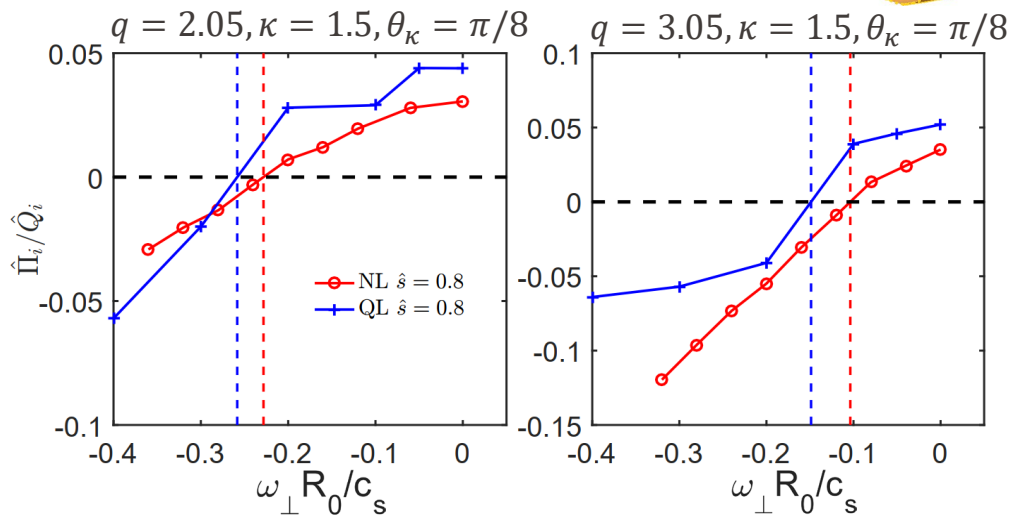 q = 2.05, κ = 1.5, θ_κ = π/8
0.05
0
-0.05
-0.1
Π̂_i/Q̂_i
NL ŝ = 0.8
QL ŝ = 0.8
-0.4 -0.3 -0.2 -0.1 0
ω_⊥R_0/c_s
q = 3.05, κ = 1.5, θ_κ = π/8
0.1
0.05
0
-0.05
-0.1
-0.15
-0.4 -0.3 -0.2 -0.1 0
ω_⊥R_0/c_s